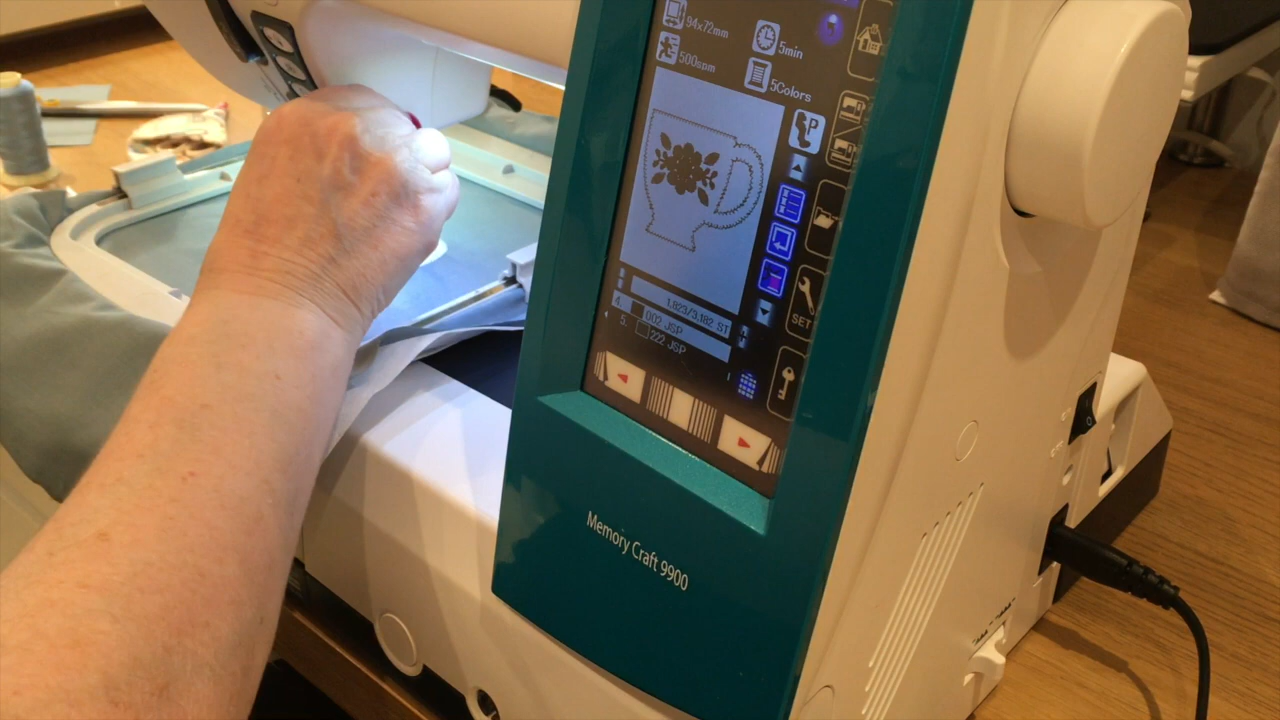 94x72mm
5min
500spm
5Colors
P
1,823/3,182 ST
4. 002 JSP
5. 222 JSP
SET
Memory Craft 9900